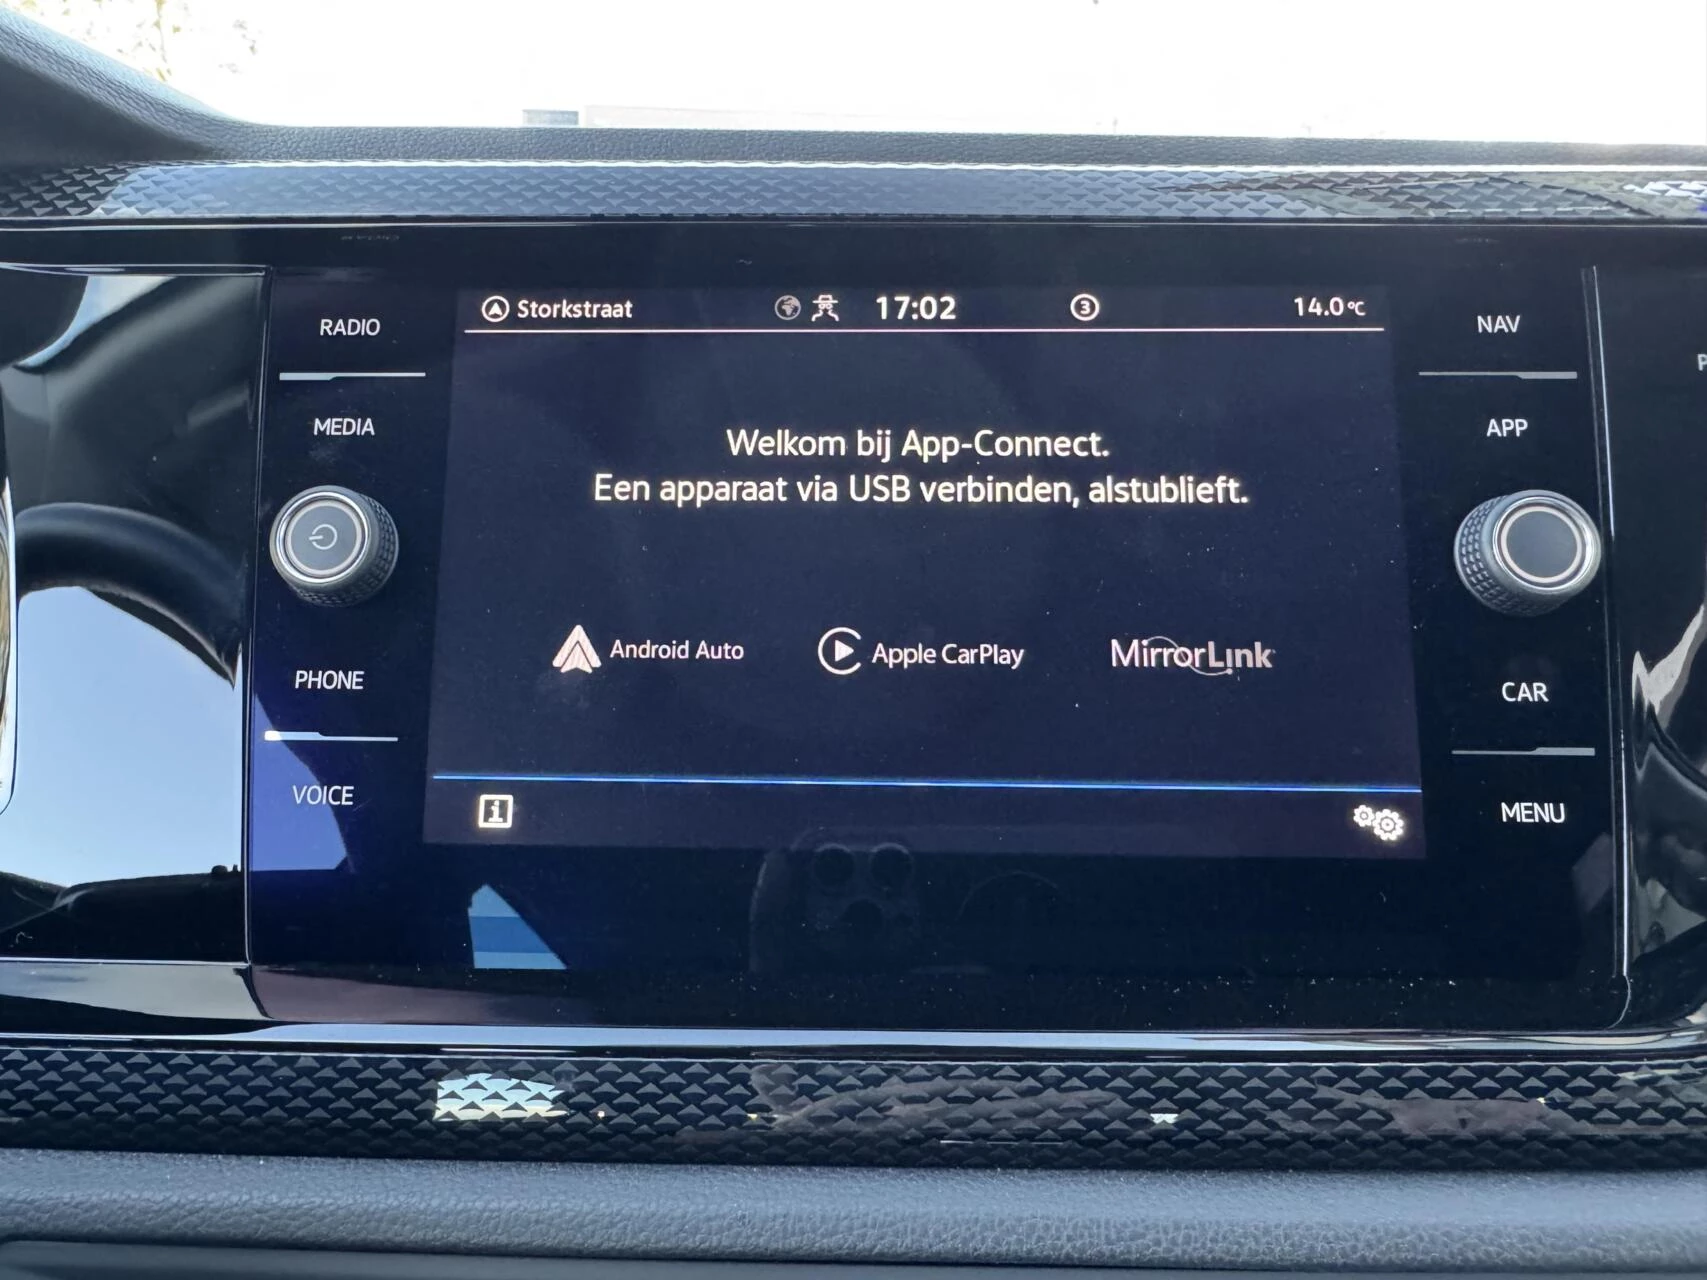 RADIO
MEDIA
PHONE
VOICE
Storkstraat 17:02 3 14.0°C
Welkom bij App-Connect.
Een apparaat via USB verbinden, alstublieft.
Android Auto Apple CarPlay MirrorLink
i
NAV
APP
CAR
MENU